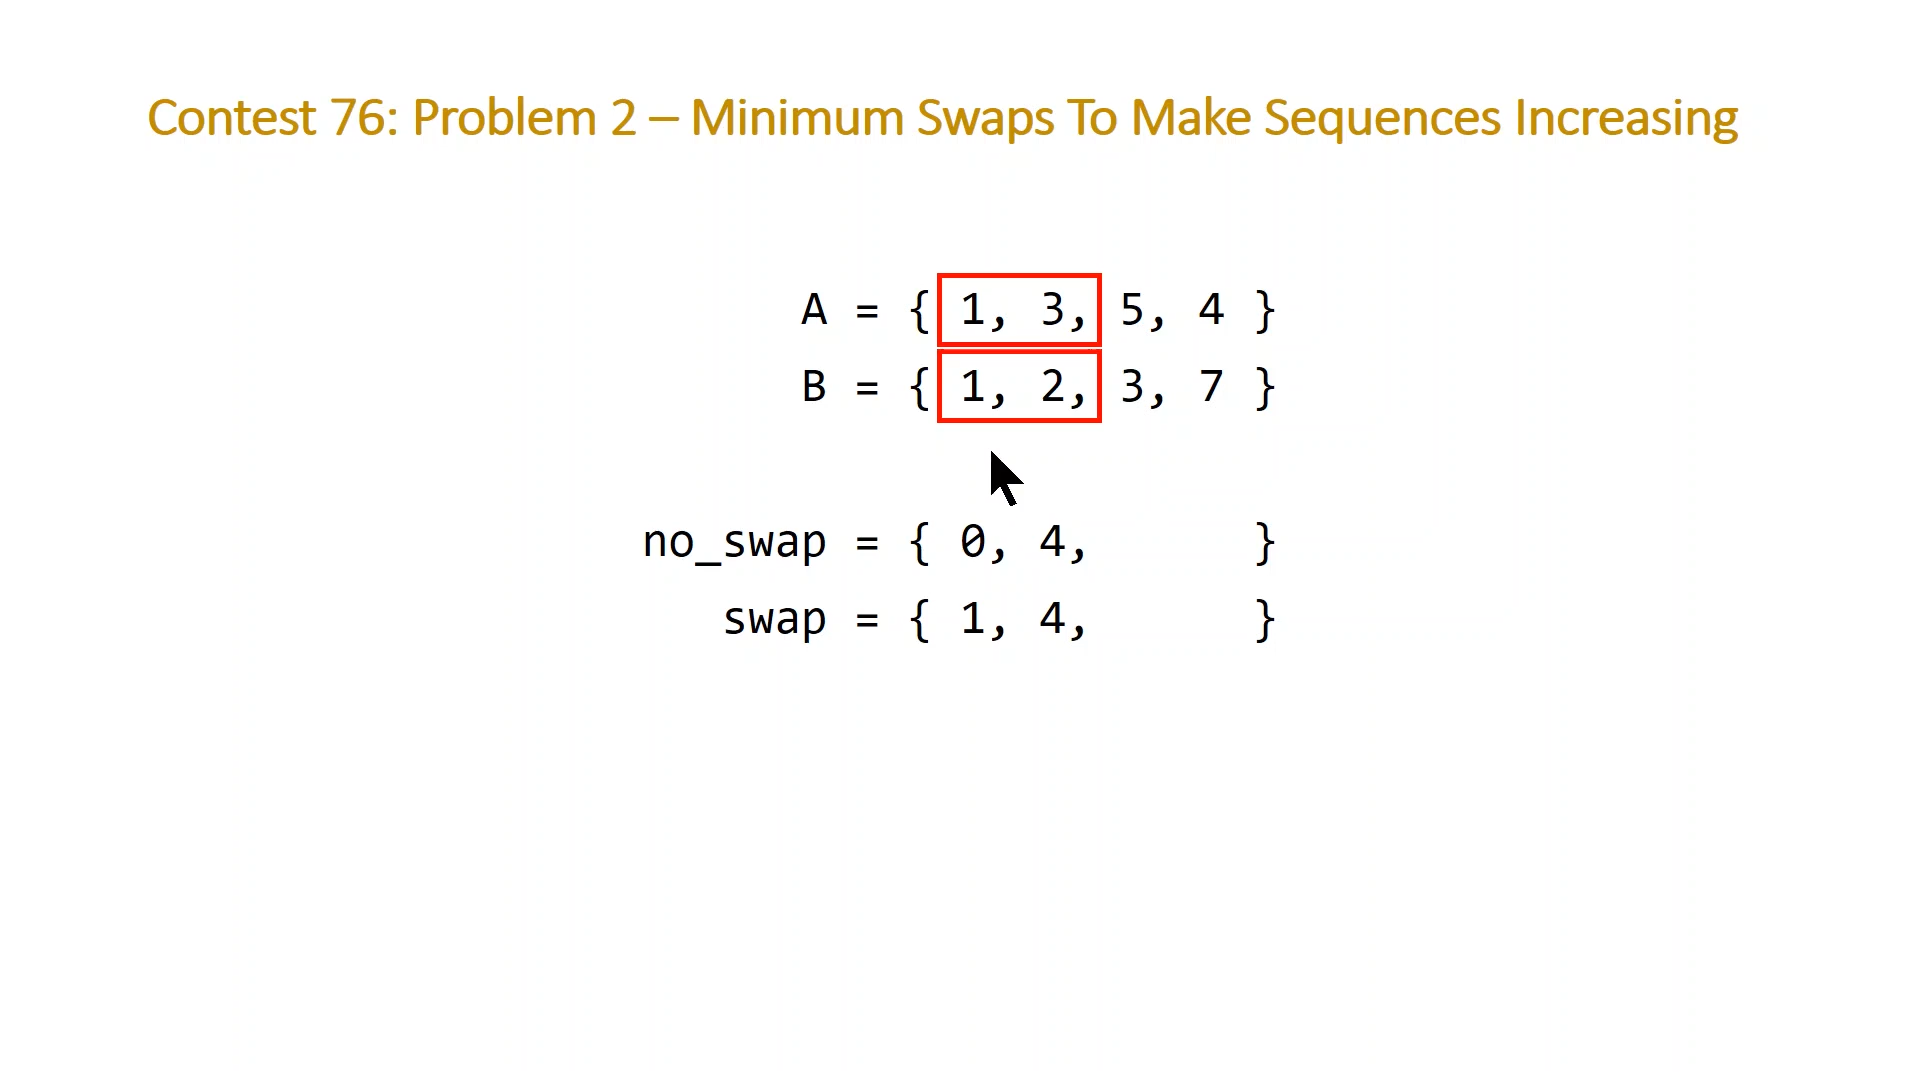 Contest 76: Problem 2 – Minimum Swaps To Make Sequences Increasing
A = { 1, 3, 5, 4 }
B = { 1, 2, 3, 7 }
no_swap = { 0, 4, }
swap = { 1, 4, }